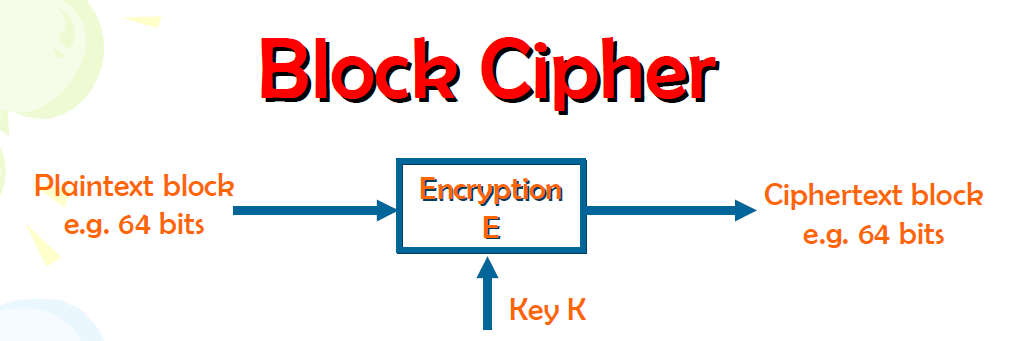 Block Cipher
Plaintext block
e.g. 64 bits
Encryption
E
Ciphertext block
e.g. 64 bits
Key K